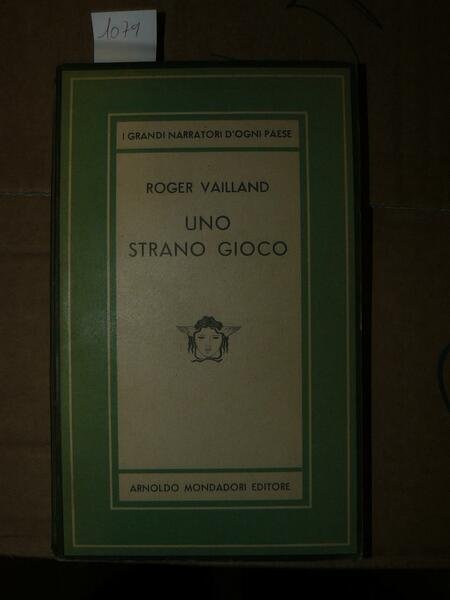 1079
I GRANDI NARRATORI D'OGNI PAESE
ROGER VAILLAND
UNO
STRANO GIOCO
ARNOLDO MONDADORI EDITORE